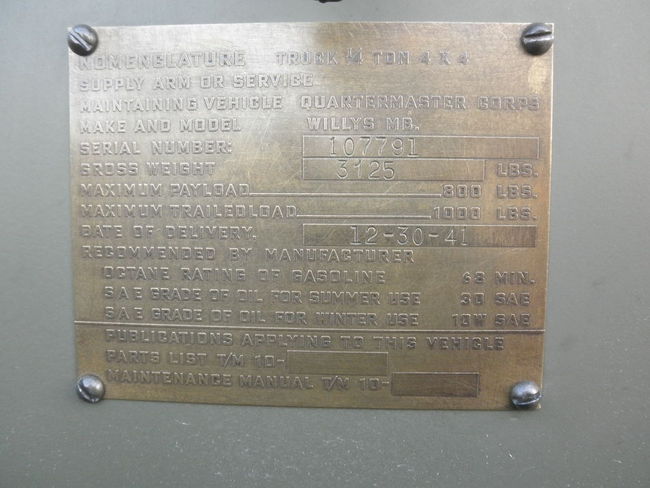 NOMENCLATURE TRUCK 1/4 TON 4 X 4
SUPPLY ARM OR SERVICE
MAINTAINING VEHICLE QUARTERMASTER CORPS
MAKE AND MODEL WILLYS MB.
SERIAL NUMBER: 107791
GROSS WEIGHT 3125 LBS.
MAXIMUM PAYLOAD 800 LBS.
MAXIMUM TRAILED LOAD 1000 LBS.
DATE OF DELIVERY. 12-30-41
RECOMMENDED BY MANUFACTURER
OCTANE RATING OF GASOLINE 68 MIN.
SAE GRADE OF OIL FOR SUMMER USE 30 SAE
SAE GRADE OF OIL FOR WINTER USE 10W SAE
PUBLICATIONS APPLYING TO THIS VEHICLE
PARTS LIST T/M 10-
MAINTENANCE MANUAL T/M 10-